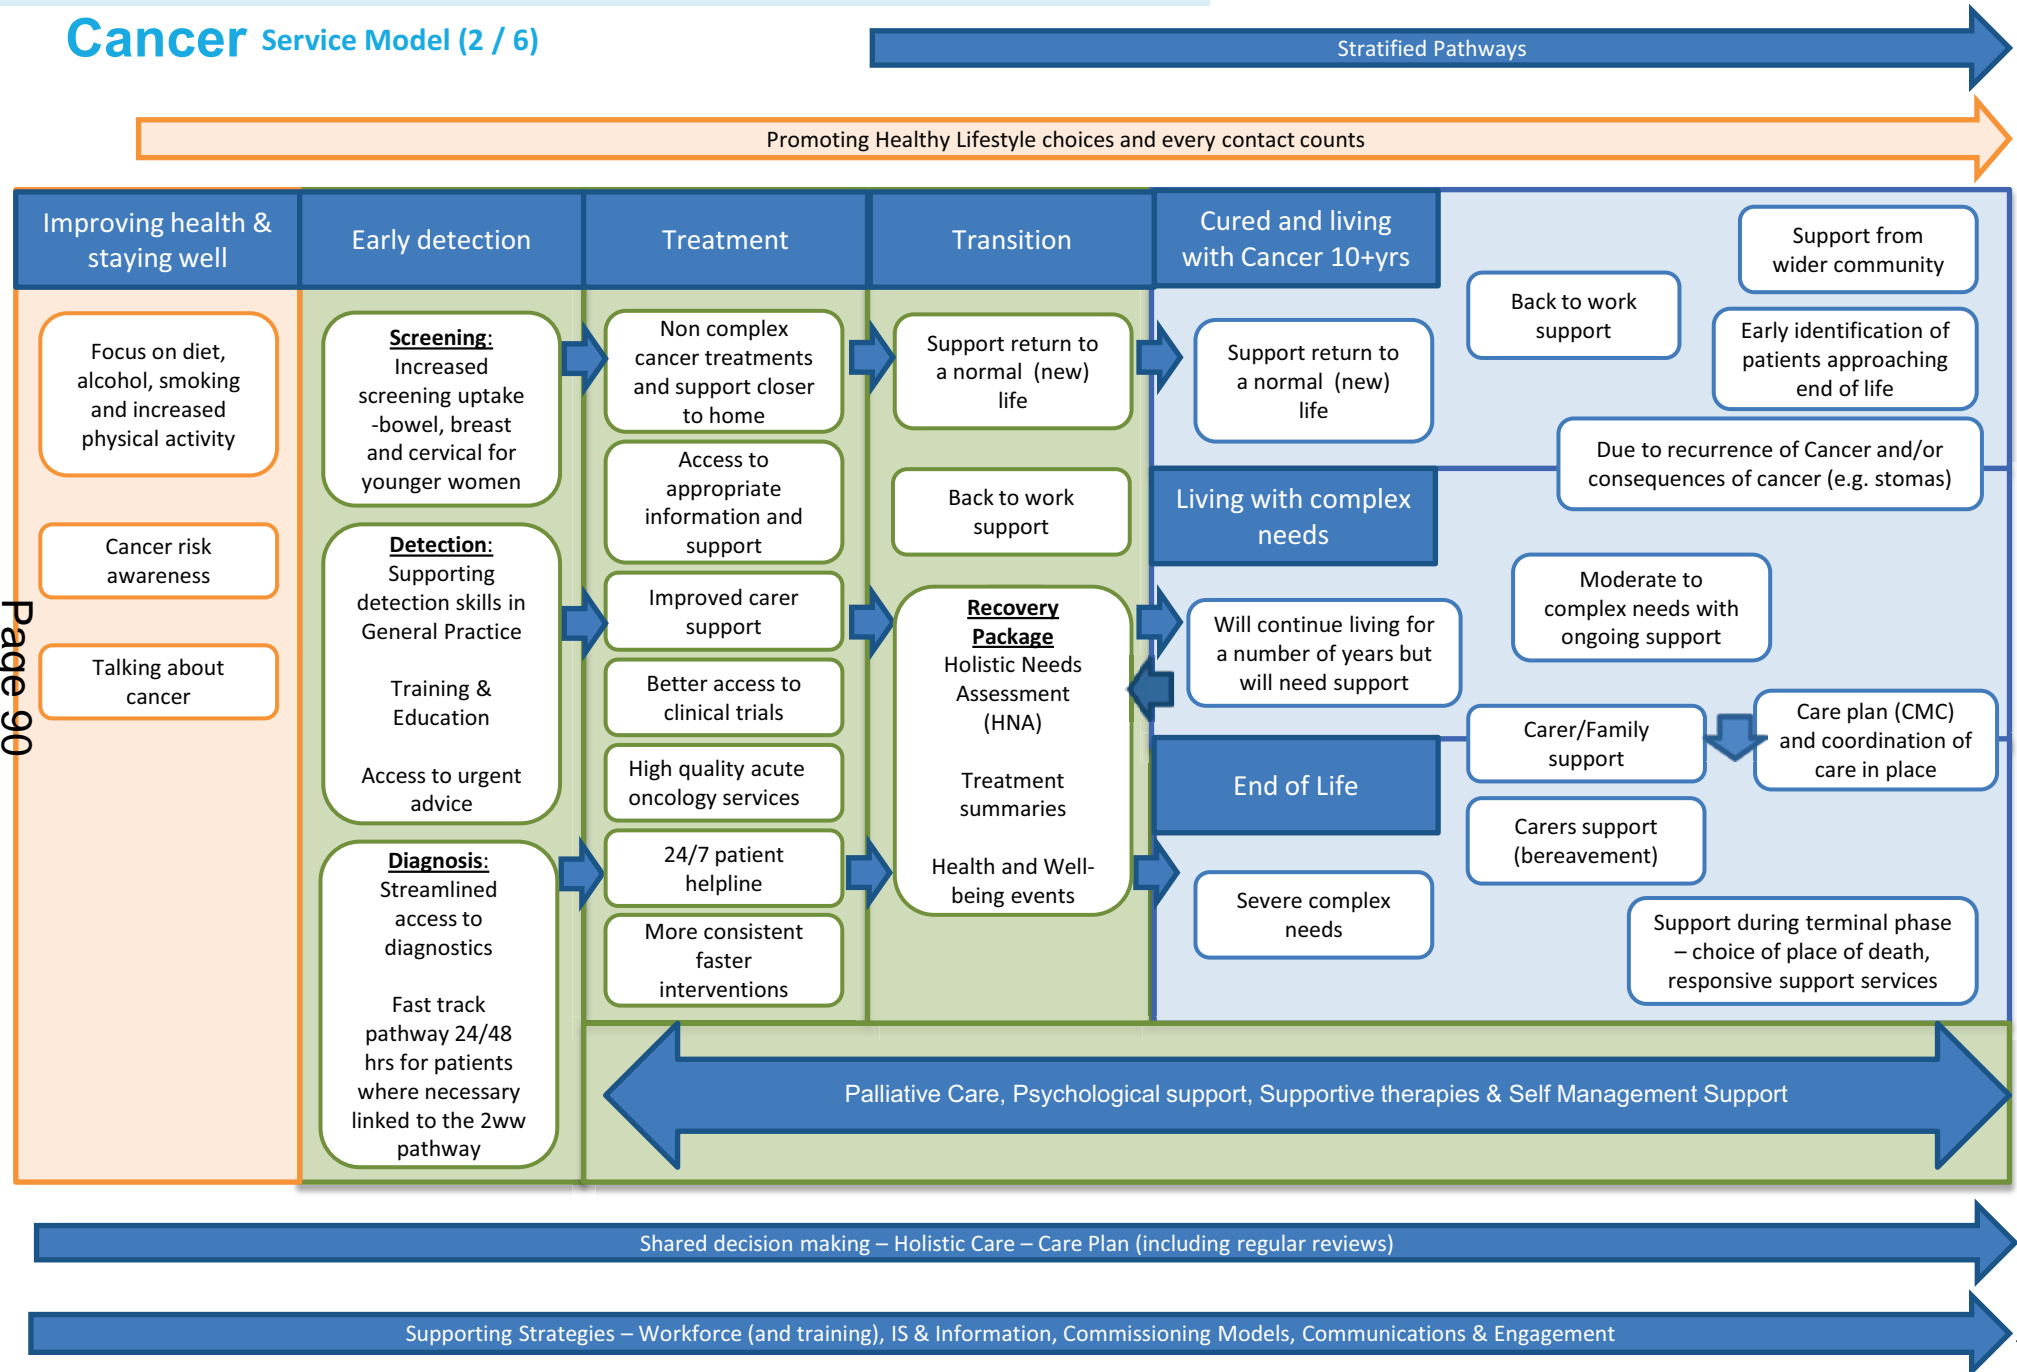 Cancer Service Model (2 / 6)
Stratified Pathways
Promoting Healthy Lifestyle choices and every contact counts
Improving health &
staying well
Focus on diet,
alcohol, smoking
and increased
physical activity
Cancer risk
awareness
Talking about
cancer
Page 90
Early detection
Screening:
Increased
screening uptake
-bowel, breast
and cervical for
younger women
Detection:
Supporting
detection skills in
General Practice
Training &
Education
Access to urgent
advice
Diagnosis:
Streamlined
access to
diagnostics
Fast track
pathway 24/48
hrs for patients
where necessary
linked to the 2ww
pathway
Treatment
Non complex
cancer treatments
and support closer
to home
Access to
appropriate
information and
support
Improved carer
support
Better access to
clinical trials
High quality acute
oncology services
24/7 patient
helpline
More consistent
faster
interventions
Transition
Support return to
a normal (new)
life
Back to work
support
Recovery
Package
Holistic Needs
Assessment
(HNA)
Treatment
summaries
Health and Well-
being events
Cured and living
with Cancer 10+yrs
Support return to
a normal (new)
life
Back to work
support
Support from
wider community
Early identification of
patients approaching
end of life
Due to recurrence of Cancer and/or
consequences of cancer (e.g. stomas)
Living with complex
needs
Will continue living for
a number of years but
will need support
Moderate to
complex needs with
ongoing support
Carer/Family
support
Care plan (CMC)
and coordination of
care in place
End of Life
Severe complex
needs
Carers support
(bereavement)
Support during terminal phase
– choice of place of death,
responsive support services
Palliative Care, Psychological support, Supportive therapies & Self Management Support
Shared decision making – Holistic Care – Care Plan (including regular reviews)
Supporting Strategies – Workforce (and training), IS & Information, Commissioning Models, Communications & Engagement